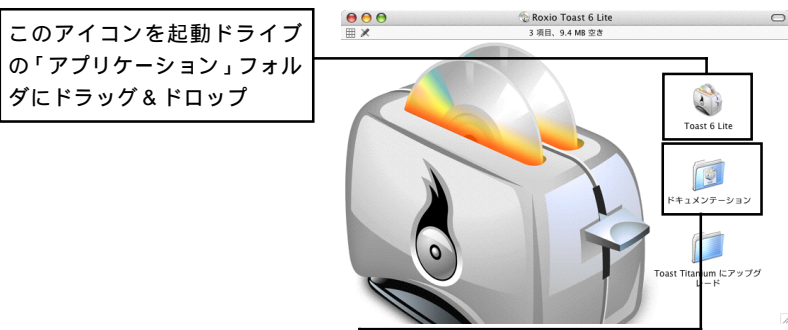 このアイコンを起動ドライブ
の「アプリケーション」フォル
ダにドラッグ&ドロップ
Roxio Toast 6 Lite
3 項目、9.4 MB 空き
Toast 6 Lite
ドキュメンテーション
Toast Titanium にアップグ
レード